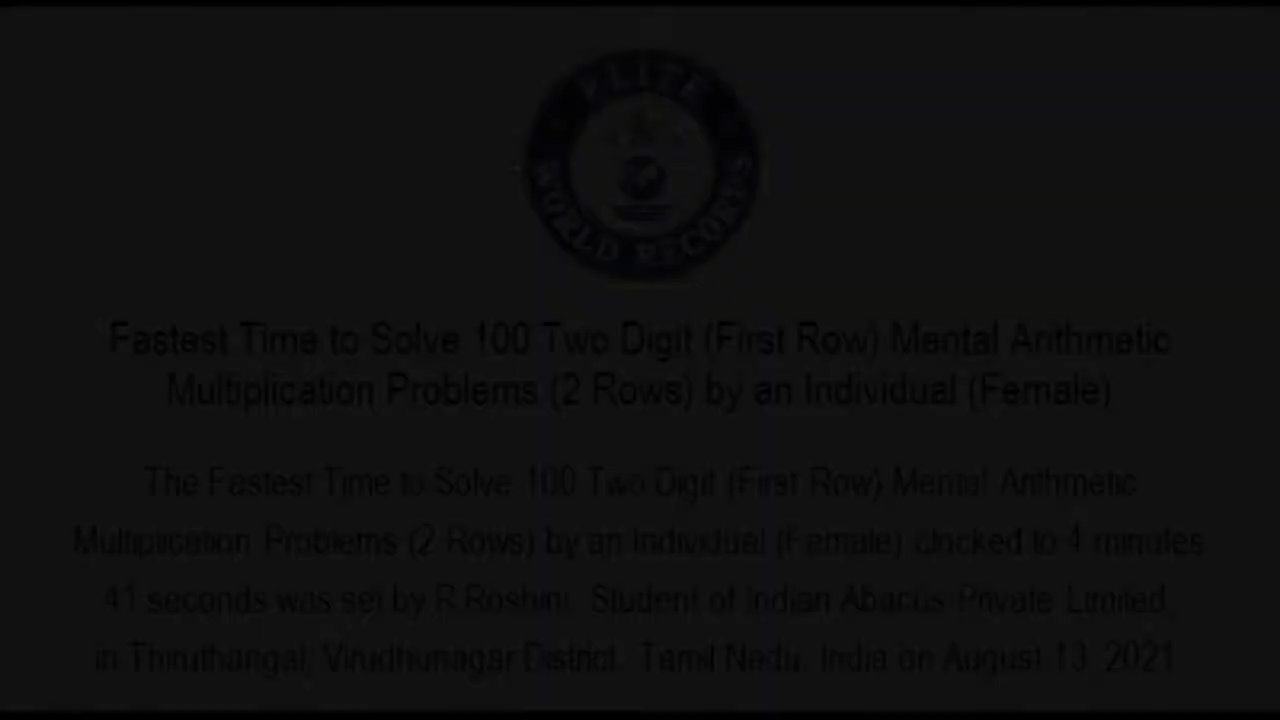 ELITE
WORLD RECORDS
Fastest Time to Solve 100 Two Digit (First Row) Mental Arithmetic
Multiplication Problems (2 Rows) by an Individual (Female)
The Fastest Time to Solve 100 Two Digit (First Row) Mental Arithmetic
Multiplication Problems (2 Rows) by an Individual (Female) clocked to 4 minutes
41 seconds was set by R Roshini, Student of Indian Abacus Private Limited,
in Thiruthangal, Virudhunagar District, Tamil Nadu, India on August 13, 2021